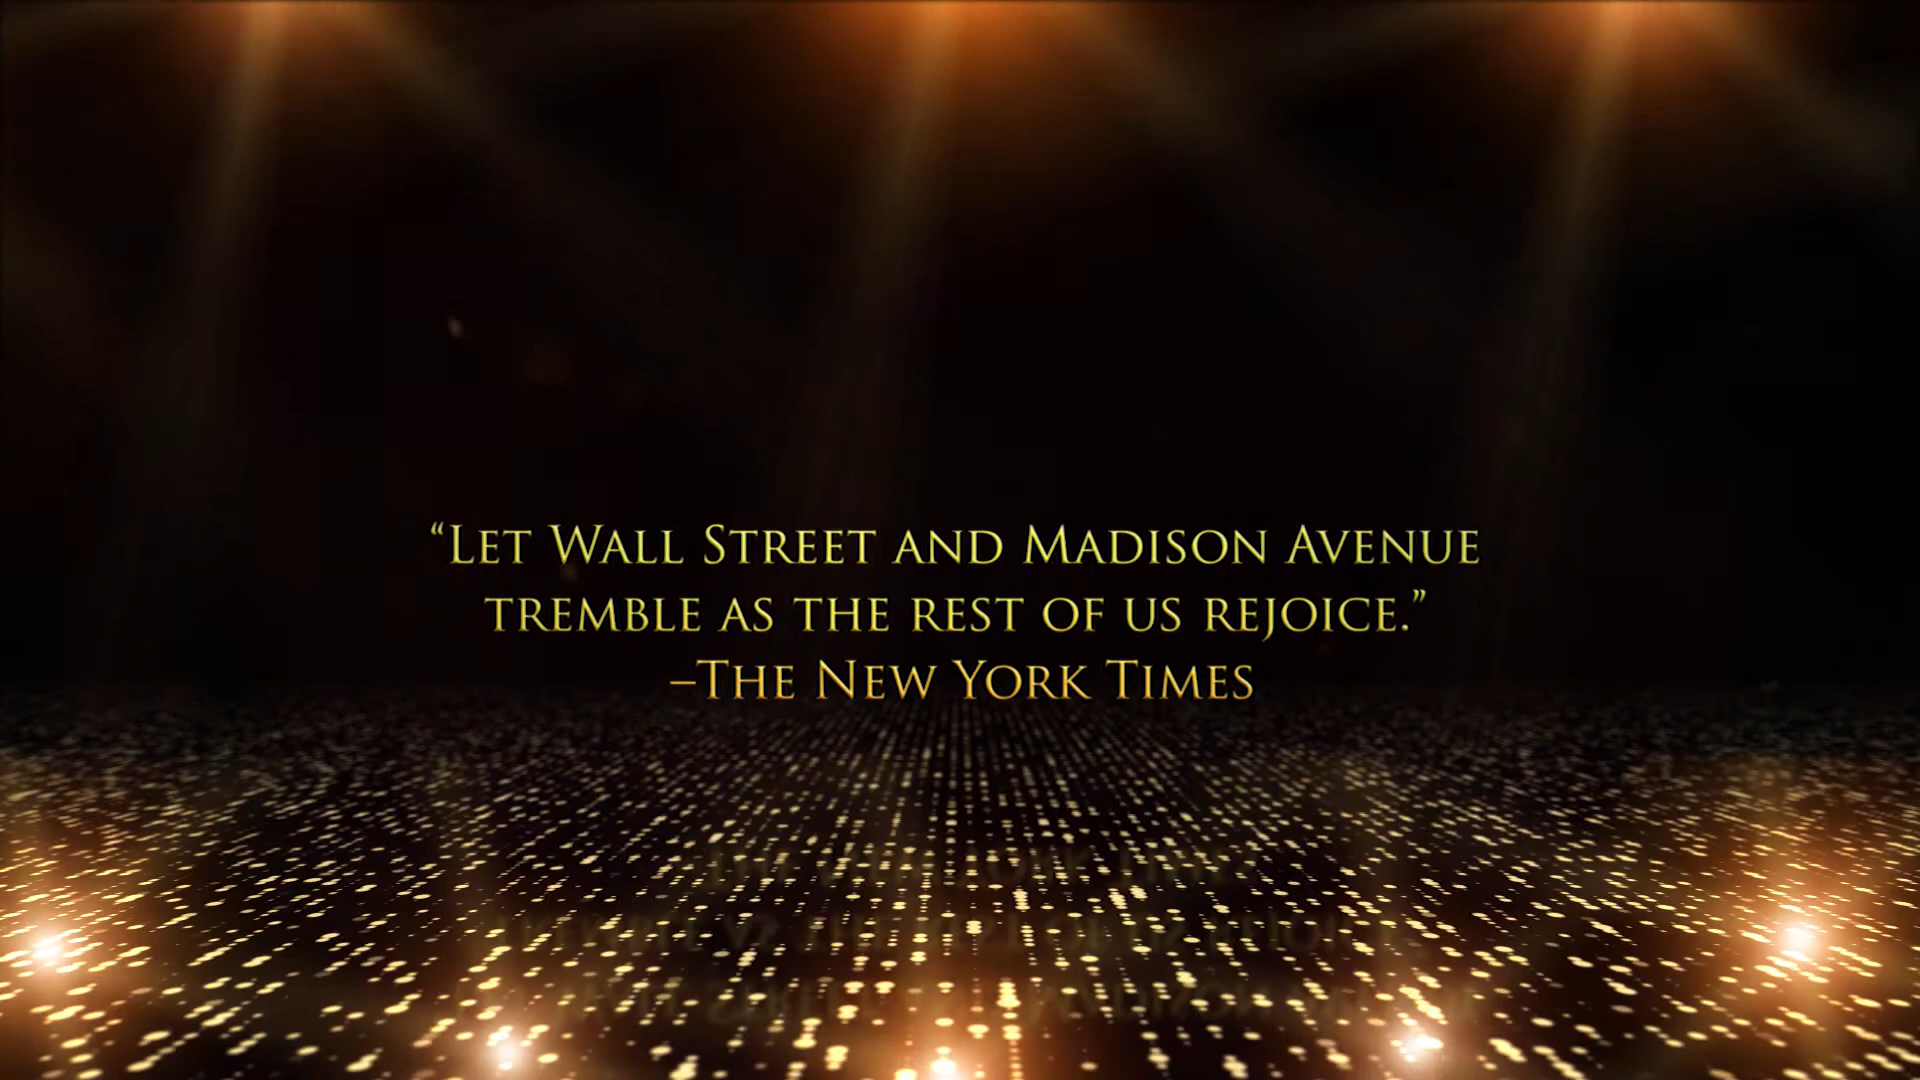 “Let Wall Street and Madison Avenue
tremble as the rest of us rejoice.”
–The New York Times